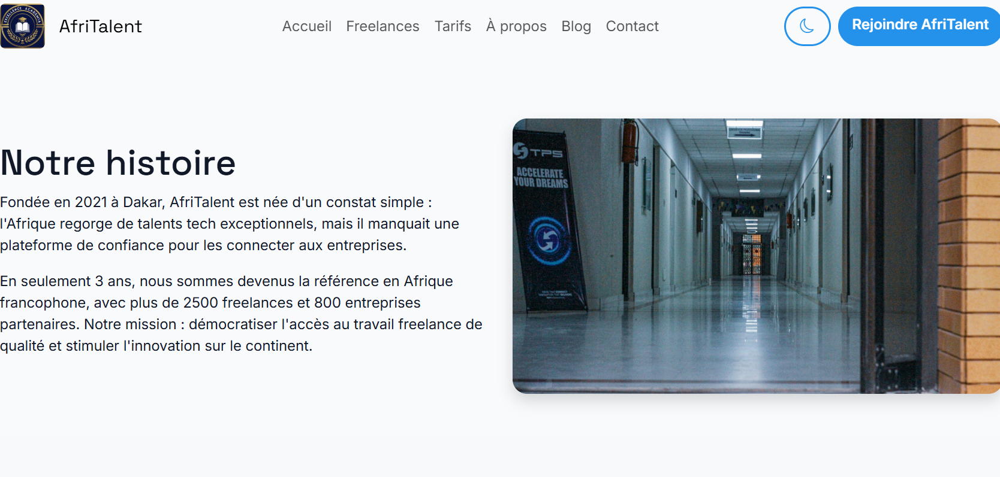 EXCELLENCE ACADEMIA
AfriTalent
Accueil Freelances Tarifs À propos Blog Contact
Rejoindre AfriTalent
Notre histoire
Fondée en 2021 à Dakar, AfriTalent est née d'un constat simple :
l'Afrique regorge de talents tech exceptionnels, mais il manquait une
plateforme de confiance pour les connecter aux entreprises.
En seulement 3 ans, nous sommes devenus la référence en Afrique
francophone, avec plus de 2500 freelances et 800 entreprises
partenaires. Notre mission : démocratiser l'accès au travail freelance de
qualité et stimuler l'innovation sur le continent.
TPS
ACCELERATE
YOUR DREAMS